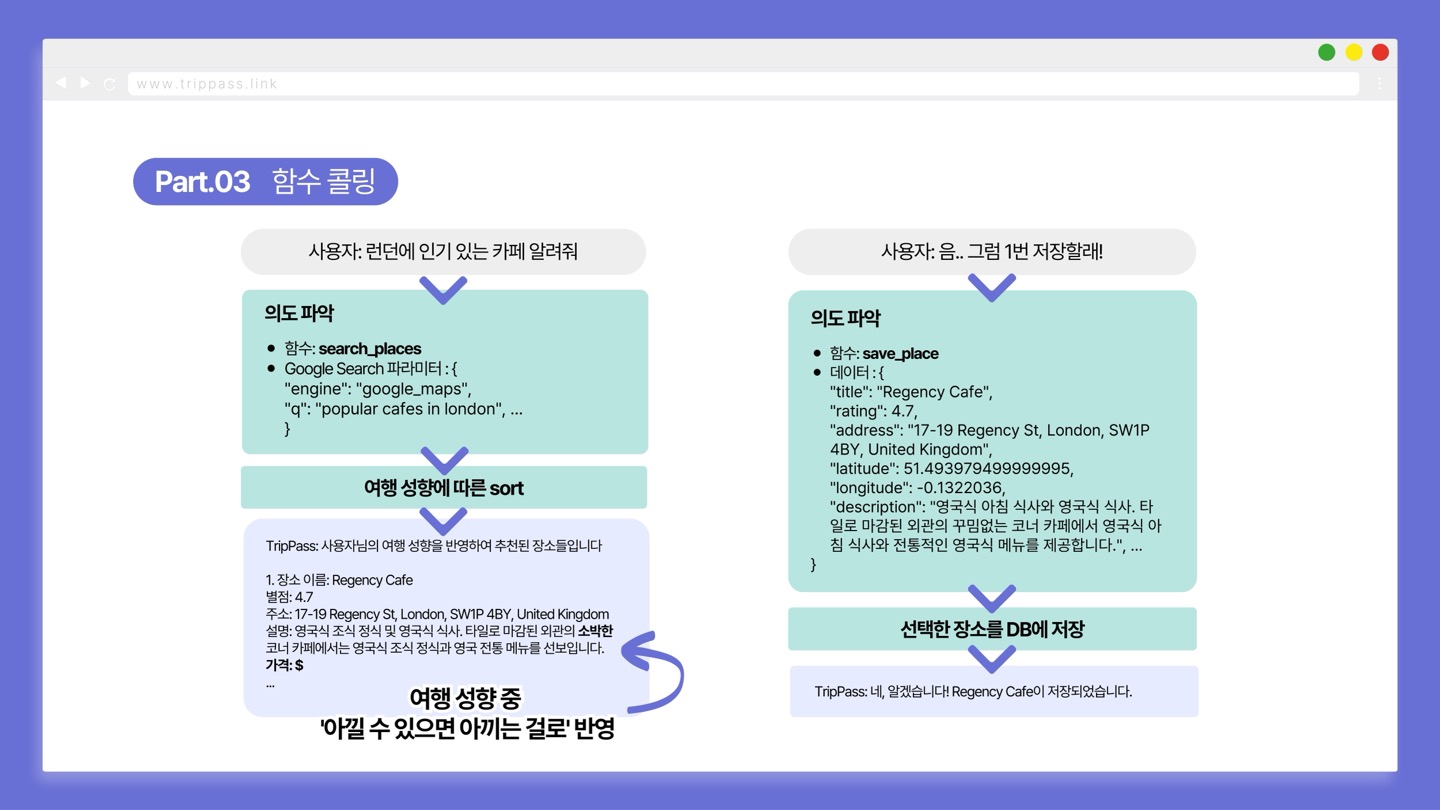 www.trippass.link
Part.03 함수 콜링
사용자: 런던에 인기 있는 카페 알려줘
의도 파악
• 함수: search_places
• Google Search 파라미터 : {
"engine": "google_maps",
"q": "popular cafes in london", ...
}
여행 성향에 따른 sort
TripPass: 사용자님의 여행 성향을 반영하여 추천된 장소들입니다
1. 장소 이름: Regency Cafe
별점: 4.7
주소: 17-19 Regency St, London, SW1P 4BY, United Kingdom
설명: 영국식 조식 정식 및 영국식 식사. 타일로 마감된 외관의 소박한
코너 카페에서는 영국식 조식 정식과 영국 전통 메뉴를 선보입니다.
가격: $
...
여행 성향 중
'아낄 수 있으면 아끼는 걸로' 반영
사용자: 음.. 그럼 1번 저장할래!
의도 파악
• 함수: save_place
• 데이터 : {
"title": "Regency Cafe",
"rating": 4.7,
"address": "17-19 Regency St, London, SW1P
4BY, United Kingdom",
"latitude": 51.493979499999995,
"longitude": -0.1322036,
"description": "영국식 아침 식사와 영국식 식사. 타
일로 마감된 외관의 꾸밈없는 코너 카페에서 영국식 아
침 식사와 전통적인 영국식 메뉴를 제공합니다.", ...
}
선택한 장소를 DB에 저장
TripPass: 네, 알겠습니다! Regency Cafe이 저장되었습니다.